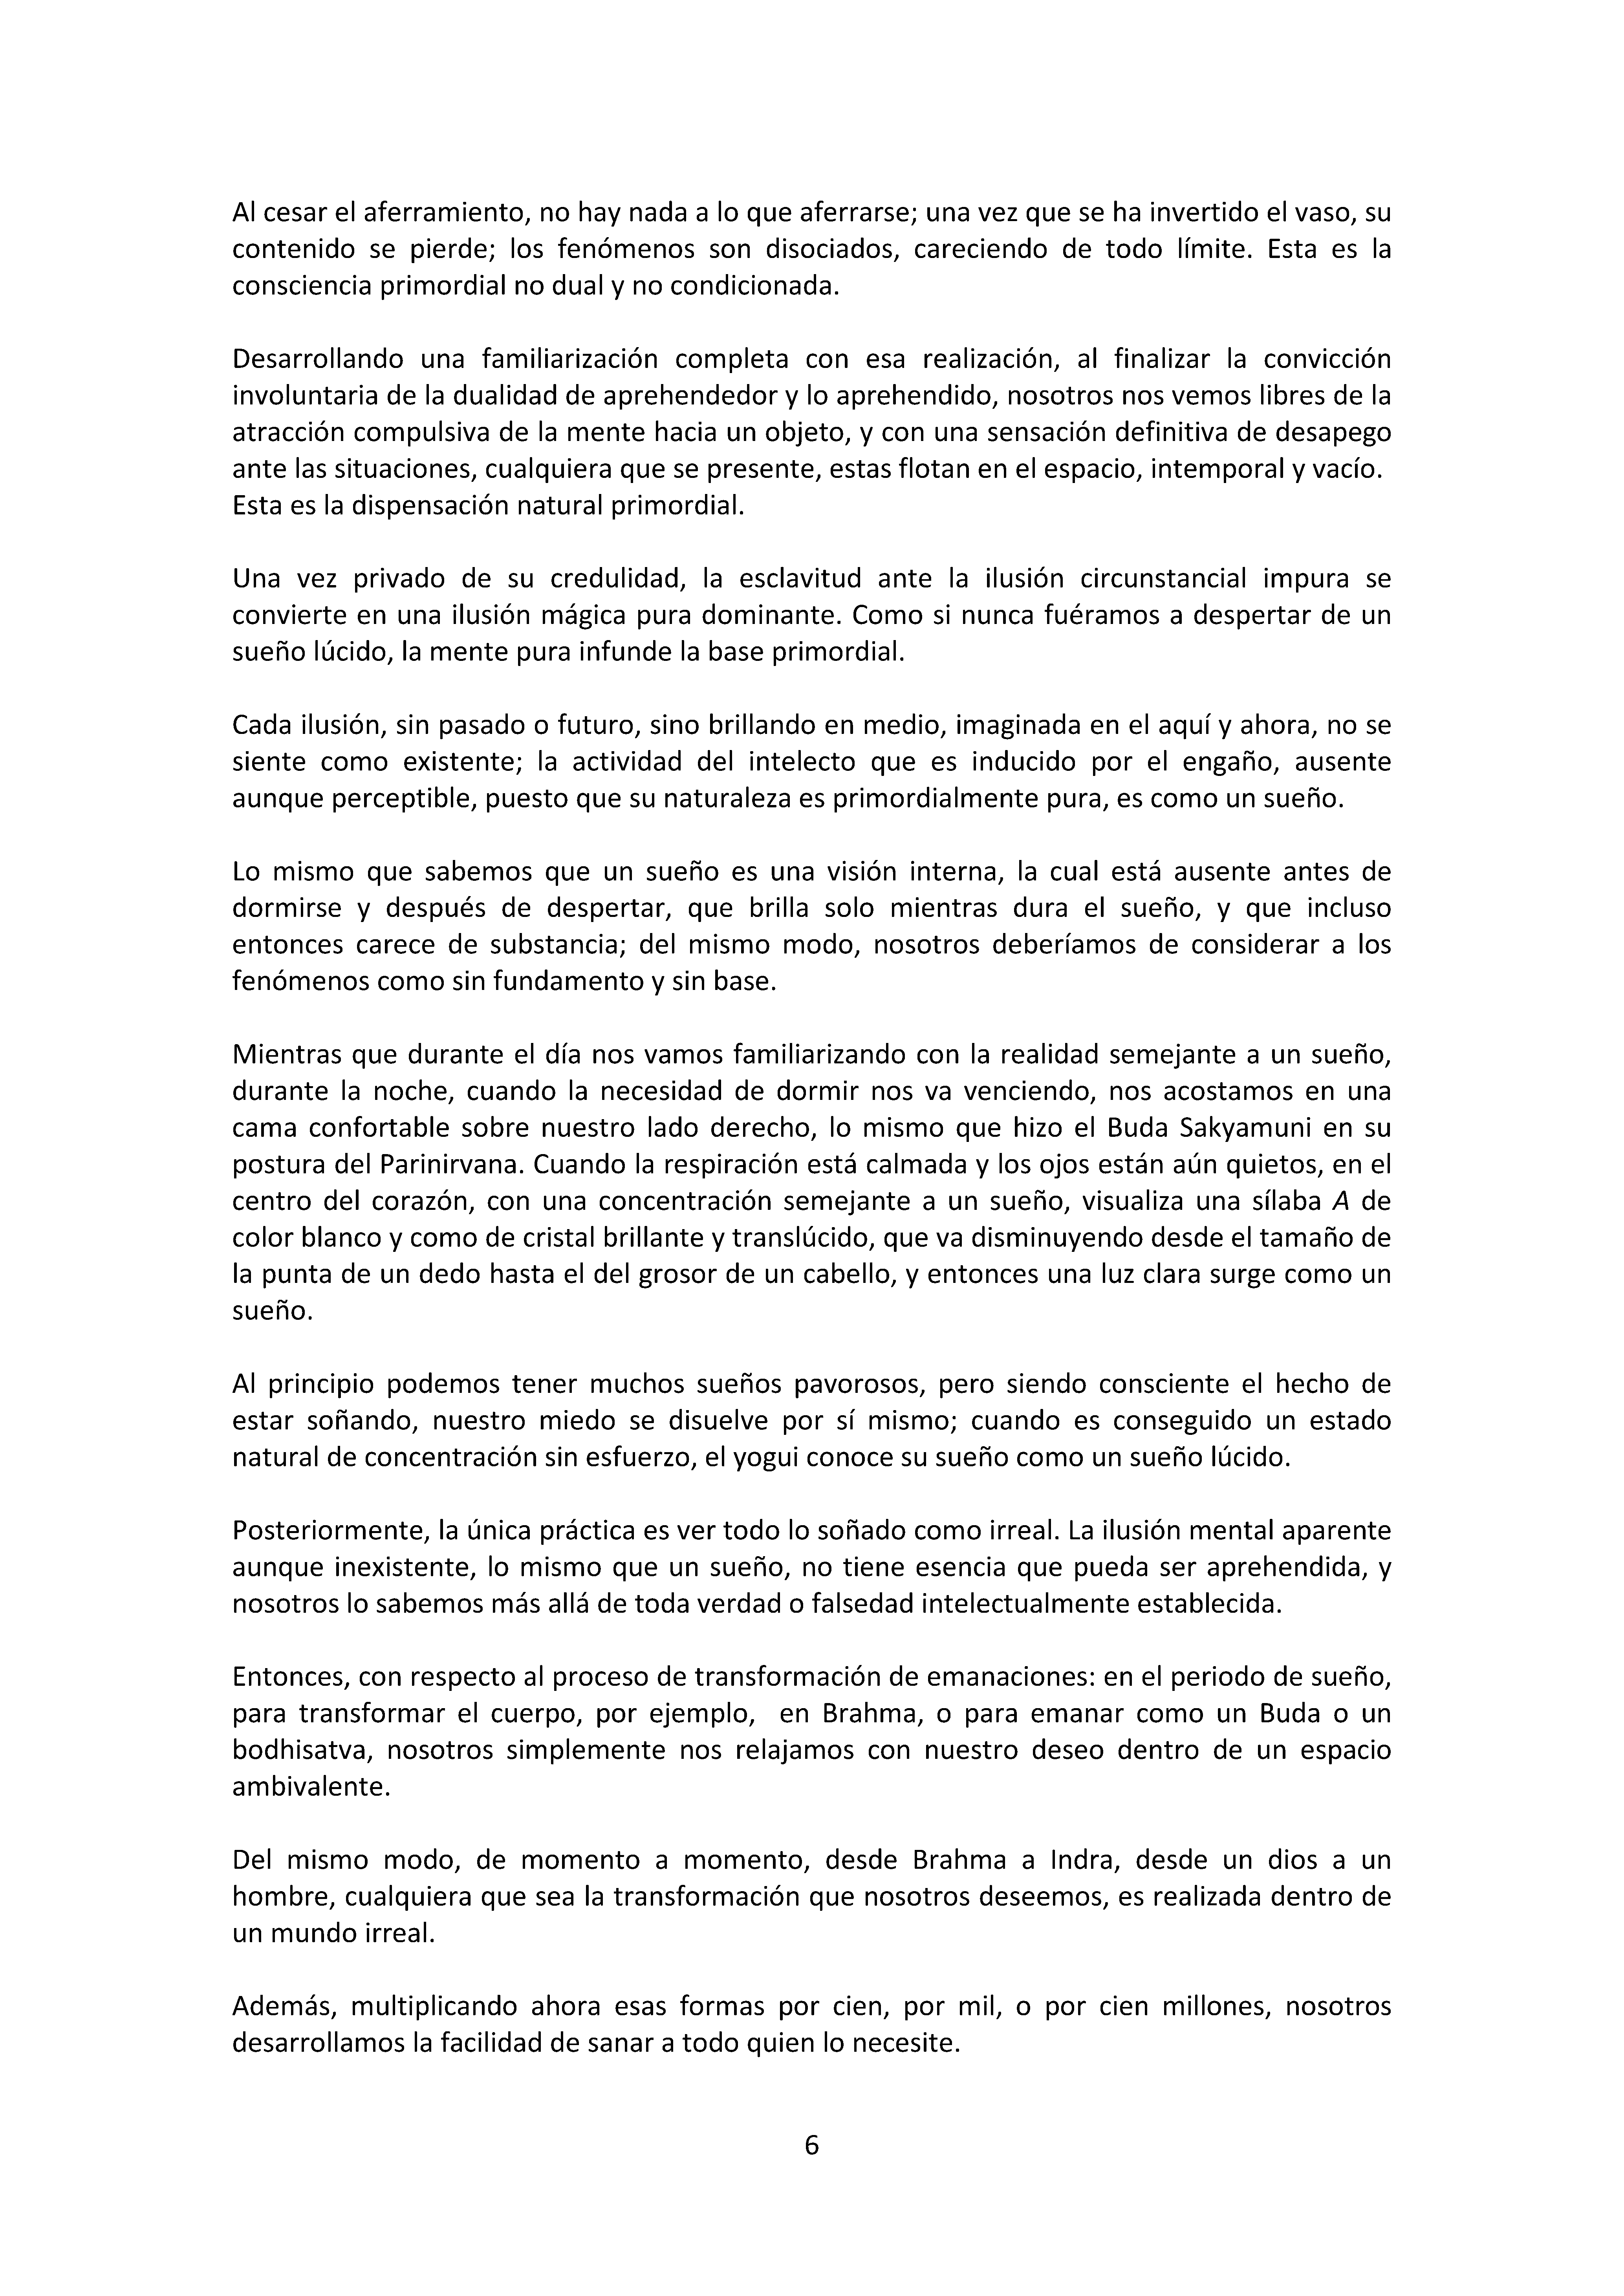 Al cesar el aferramiento, no hay nada a lo que aferrarse; una vez que se ha invertido el vaso, su
contenido se pierde; los fenómenos son disociados, careciendo de todo límite. Esta es la
consciencia primordial no dual y no condicionada.
Desarrollando una familiarización completa con esa realización, al finalizar la convicción
involuntaria de la dualidad de aprehendedor y lo aprehendido, nosotros nos vemos libres de la
atracción compulsiva de la mente hacia un objeto, y con una sensación definitiva de desapego
ante las situaciones, cualquiera que se presente, estas flotan en el espacio, intemporal y vacío.
Esta es la dispensación natural primordial.
Una vez privado de su credulidad, la esclavitud ante la ilusión circunstancial impura se
convierte en una ilusión mágica pura dominante. Como si nunca fuéramos a despertar de un
sueño lúcido, la mente pura infunde la base primordial.
Cada ilusión, sin pasado o futuro, sino brillando en medio, imaginada en el aquí y ahora, no se
siente como existente; la actividad del intelecto que es inducido por el engaño, ausente
aunque perceptible, puesto que su naturaleza es primordialmente pura, es como un sueño.
Lo mismo que sabemos que un sueño es una visión interna, la cual está ausente antes de
dormirse y después de despertar, que brilla solo mientras dura el sueño, y que incluso
entonces carece de substancia; del mismo modo, nosotros deberíamos de considerar a los
fenómenos como sin fundamento y sin base.
Mientras que durante el día nos vamos familiarizando con la realidad semejante a un sueño,
durante la noche, cuando la necesidad de dormir nos va venciendo, nos acostamos en una
cama confortable sobre nuestro lado derecho, lo mismo que hizo el Buda Sakyamuni en su
postura del Parinirvana. Cuando la respiración está calmada y los ojos están aún quietos, en el
centro del corazón, con una concentración semejante a un sueño, visualiza una sílaba A de
color blanco y como de cristal brillante y translúcido, que va disminuyendo desde el tamaño de
la punta de un dedo hasta el del grosor de un cabello, y entonces una luz clara surge como un
sueño.
Al principio podemos tener muchos sueños pavorosos, pero siendo consciente el hecho de
estar soñando, nuestro miedo se disuelve por sí mismo; cuando es conseguido un estado
natural de concentración sin esfuerzo, el yogui conoce su sueño como un sueño lúcido.
Posteriormente, la única práctica es ver todo lo soñado como irreal. La ilusión mental aparente
aunque inexistente, lo mismo que un sueño, no tiene esencia que pueda ser aprehendida, y
nosotros lo sabemos más allá de toda verdad o falsedad intelectualmente establecida.
Entonces, con respecto al proceso de transformación de emanaciones: en el periodo de sueño,
para transformar el cuerpo, por ejemplo,  en Brahma, o para emanar como un Buda o un
bodhisatva, nosotros simplemente nos relajamos con nuestro deseo dentro de un espacio
ambivalente.
Del mismo modo, de momento a momento, desde Brahma a Indra, desde un dios a un
hombre, cualquiera que sea la transformación que nosotros deseemos, es realizada dentro de
un mundo irreal.
Además, multiplicando ahora esas formas por cien, por mil, o por cien millones, nosotros
desarrollamos la facilidad de sanar a todo quien lo necesite.
6